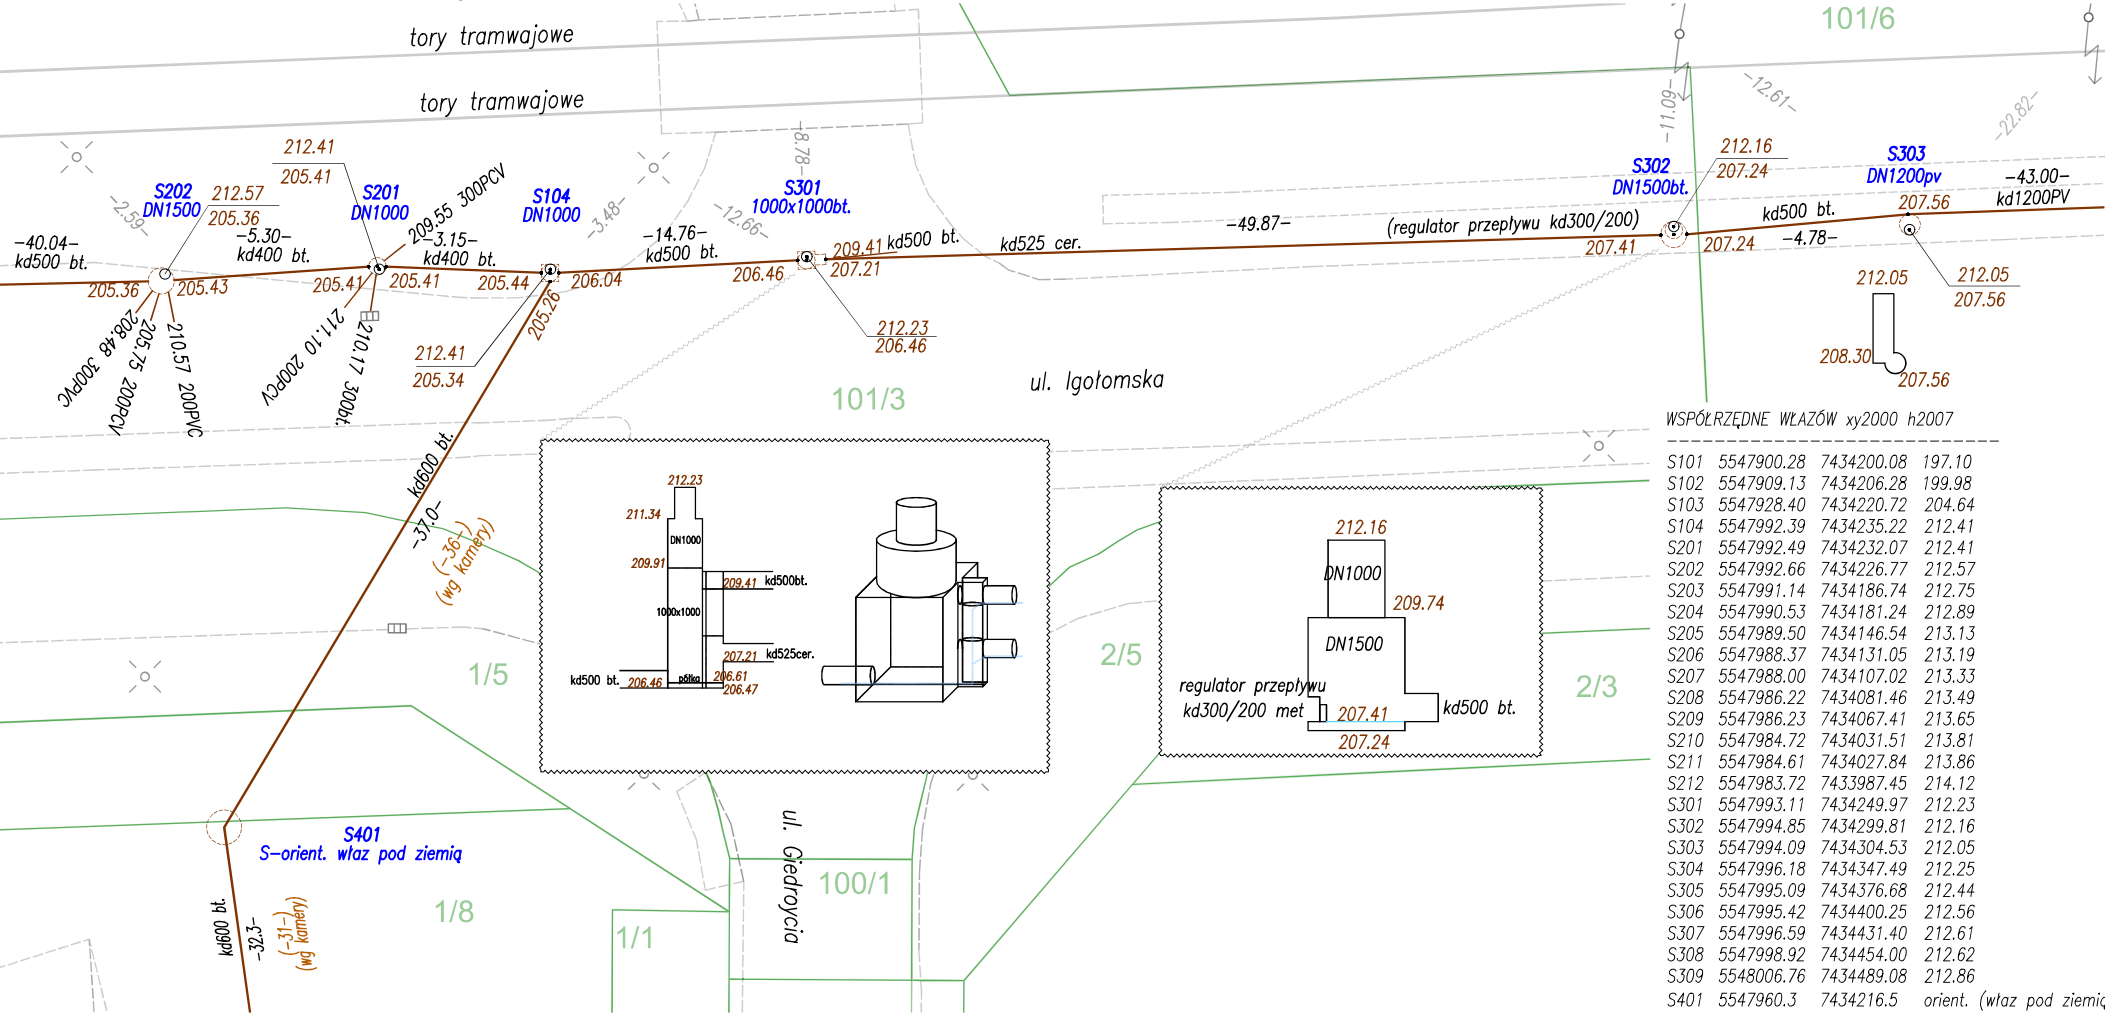 tory tramwajowe
101/6
tory tramwajowe
-8.78-
-11.09-
-12.61-
-22.82-
212.41
205.41
S202
DN1500
212.57
205.36
-2.59-
S201
DN1000
209.55 300PCV
S104
DN1000
-3.48-
-12.66-
S301
1000x1000bt.
S302
DN1500bt.
212.16
207.24
S303
DN1200pv
207.56
-43.00-
kd1200PV
-40.04-
kd500 bt.
-5.30-
kd400 bt.
-3.15-
kd400 bt.
-14.76-
kd500 bt.
209.41
kd500 bt.
kd525 cer.
-49.87-
(regulator przepływu kd300/200)
kd500 bt.
-4.78-
205.36
205.43
205.41
205.41
205.44
206.04
206.46
207.21
207.41
207.24
205.26
208.48 300PVC
205.75 200PCV
210.57 200PVC
211.10 200PCV
210.17 300bt.
212.41
205.34
212.23
206.46
212.05
212.05
207.56
208.30
207.56
101/3
ul. Igołomska
kd600 bt.
-37.0-
(-36-)
(wg kamery)
212.23
211.34
DN1000
209.91
209.41
kd500bt.
1000x1000
207.21
kd525cer.
kd500 bt.
206.46
półka
206.61
206.47
212.16
DN1000
209.74
DN1500
regulator przepływu
kd300/200 met
207.41
kd500 bt.
207.24
1/5
2/5
2/3
S401
S-orient. właz pod ziemią
kd600 bt.
-32.3-
(-31-)
(wg kamery)
1/8
1/1
100/1
ul. Giedroycia
WSPÓŁRZĘDNE WŁAZÓW xy2000 h2007
S101 5547900.28 7434200.08 197.10
S102 5547909.13 7434206.28 199.98
S103 5547928.40 7434220.72 204.64
S104 5547992.39 7434235.22 212.41
S201 5547992.49 7434232.07 212.41
S202 5547992.66 7434226.77 212.57
S203 5547991.14 7434186.74 212.75
S204 5547990.53 7434181.24 212.89
S205 5547989.50 7434146.54 213.13
S206 5547988.37 7434131.05 213.19
S207 5547988.00 7434107.02 213.33
S208 5547986.22 7434081.46 213.49
S209 5547986.23 7434067.41 213.65
S210 5547984.72 7434031.51 213.81
S211 5547984.61 7434027.84 213.86
S212 5547983.72 7433987.45 214.12
S301 5547993.11 7434249.97 212.23
S302 5547994.85 7434299.81 212.16
S303 5547994.09 7434304.53 212.05
S304 5547996.18 7434347.49 212.25
S305 5547995.09 7434376.68 212.44
S306 5547995.42 7434400.25 212.56
S307 5547996.59 7434431.40 212.61
S308 5547998.92 7434454.00 212.62
S309 5548006.76 7434489.08 212.86
S401 5547960.3 7434216.5 orient. (właz pod ziemią